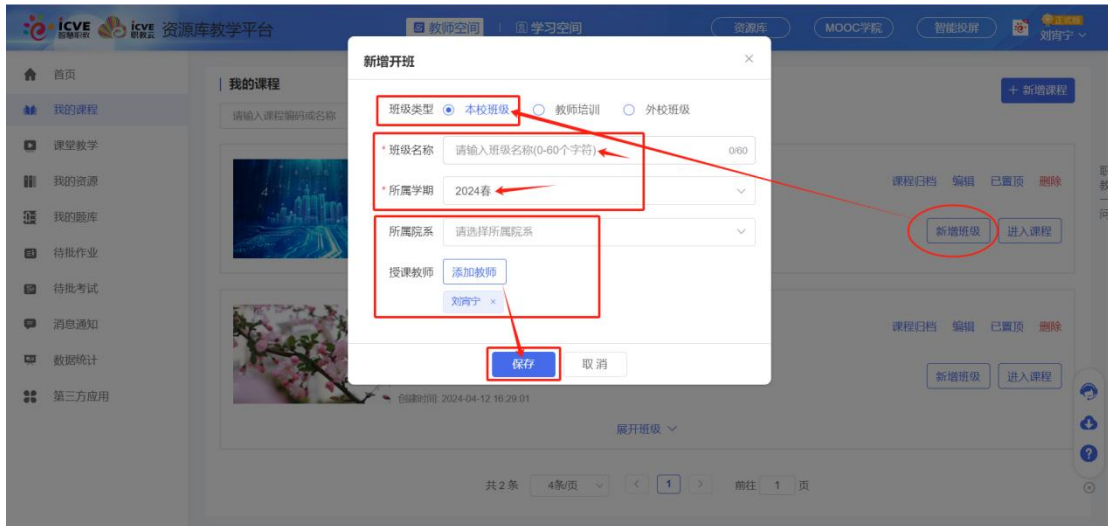 icve 智慧职教 icve 职教云 资源库教学平台 教师空间 学习空间 资源库 MOOC学院 智能投屏 正式版 刘宵宁
首页
我的课程
课堂教学
我的资源
我的题库
待批作业
待批考试
消息通知
数据统计
第三方应用
我的课程
+ 新增课程
请输入课程编码或名称
新增开班
班级类型 本校班级 教师培训 外校班级
* 班级名称 请输入班级名称(0-60个字符) 0/60
* 所属学期 2024春
所属院系 请选择所属院系
授课教师 添加教师
刘宵宁 ×
保存 取消
课程归档 编辑 已置顶 删除
新增班级 进入课程
课程归档 编辑 已置顶 删除
新增班级 进入课程
创建时间: 2024-04-12 16:29:01
展开班级
共 2 条 4条/页 < 1 > 前往 1 页